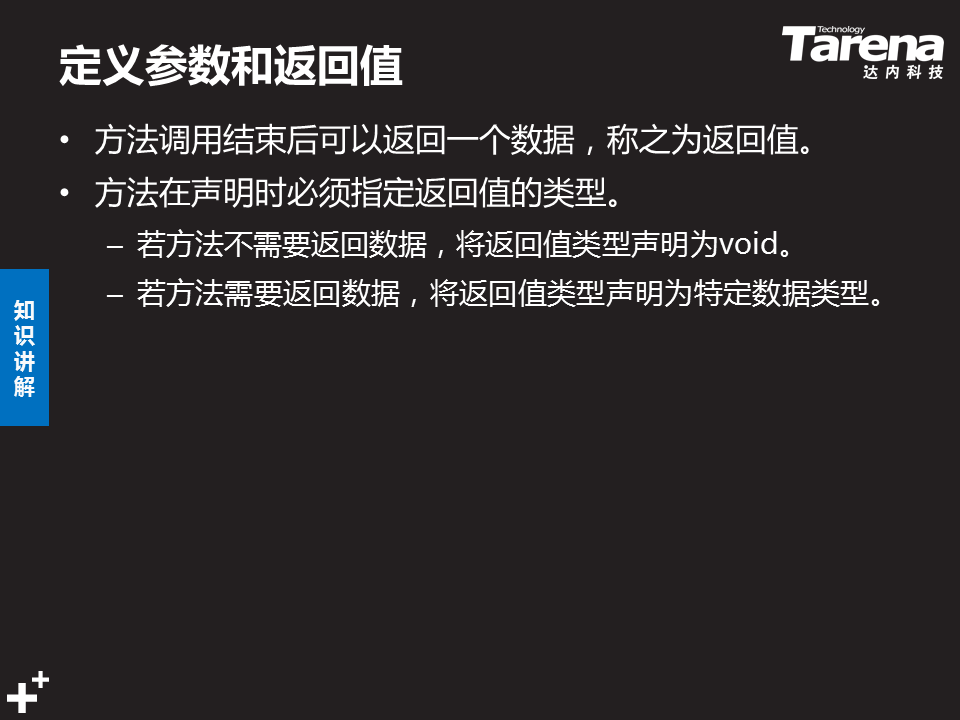 定义参数和返回值
Technology
Tarena
达内科技
• 方法调用结束后可以返回一个数据，称之为返回值。
• 方法在声明时必须指定返回值的类型。
– 若方法不需要返回数据，将返回值类型声明为void。
– 若方法需要返回数据，将返回值类型声明为特定数据类型。
知
识
讲
解